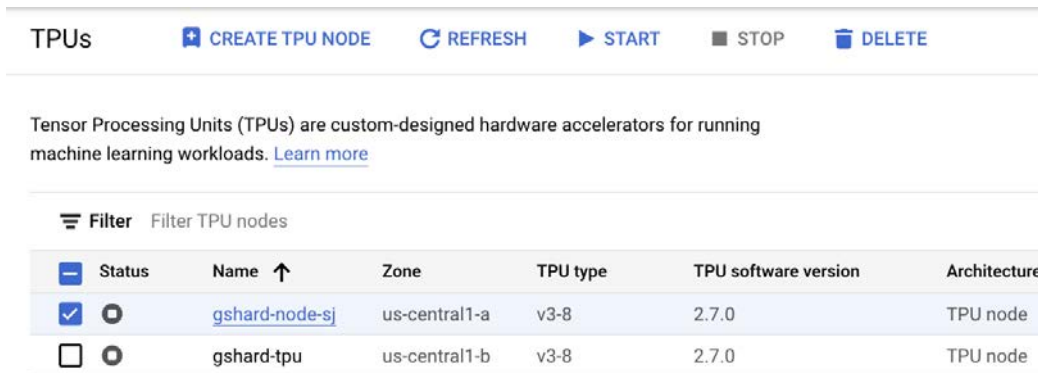 TPUs CREATE TPU NODE REFRESH START STOP DELETE
Tensor Processing Units (TPUs) are custom-designed hardware accelerators for running
machine learning workloads. Learn more
Filter Filter TPU nodes
Status Name Zone TPU type TPU software version Architecture
gshard-node-sj us-central1-a v3-8 2.7.0 TPU node
gshard-tpu us-central1-b v3-8 2.7.0 TPU node